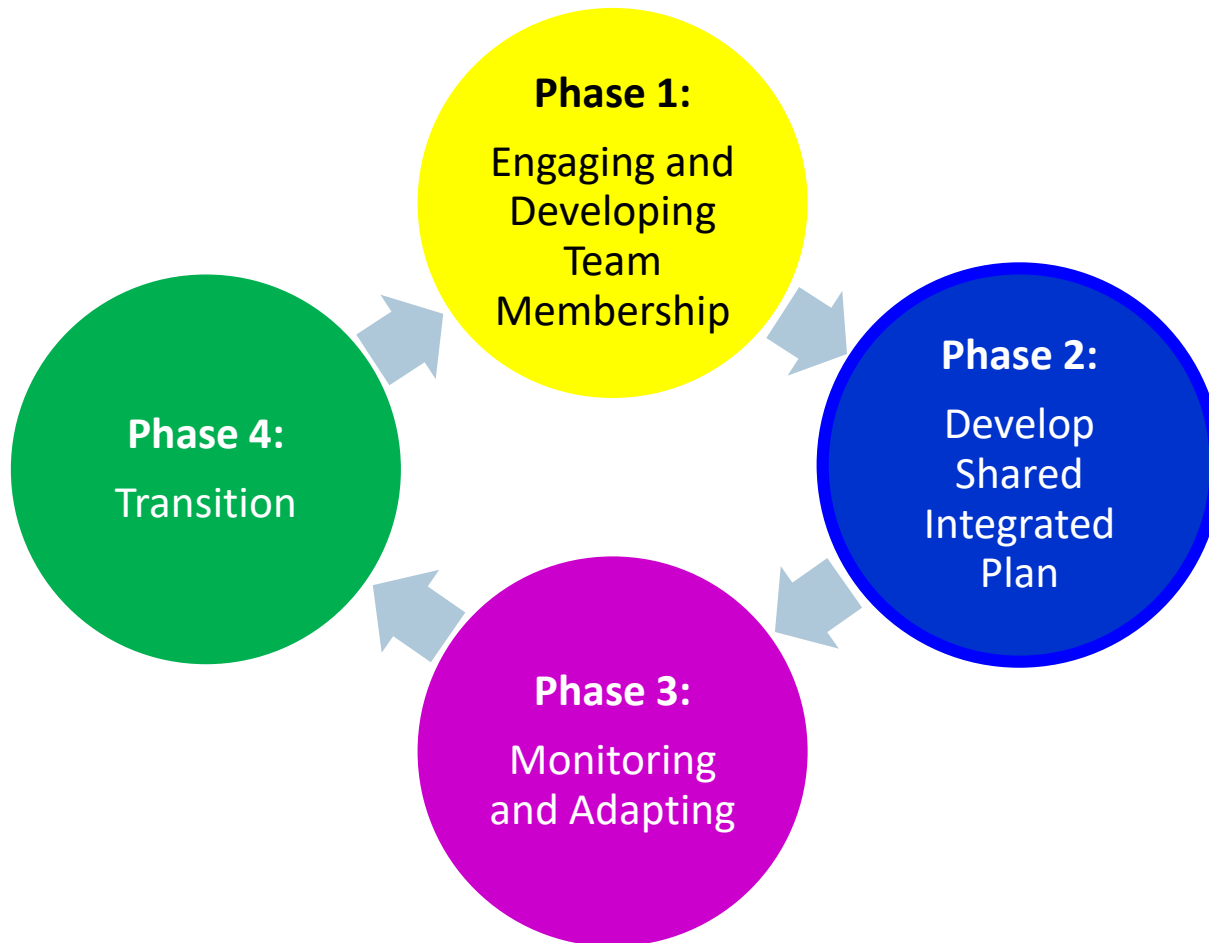 Phase 1:
Engaging and
Developing
Team
Membership
Phase 2:
Develop
Shared
Integrated
Plan
Phase 3:
Monitoring
and Adapting
Phase 4:
Transition